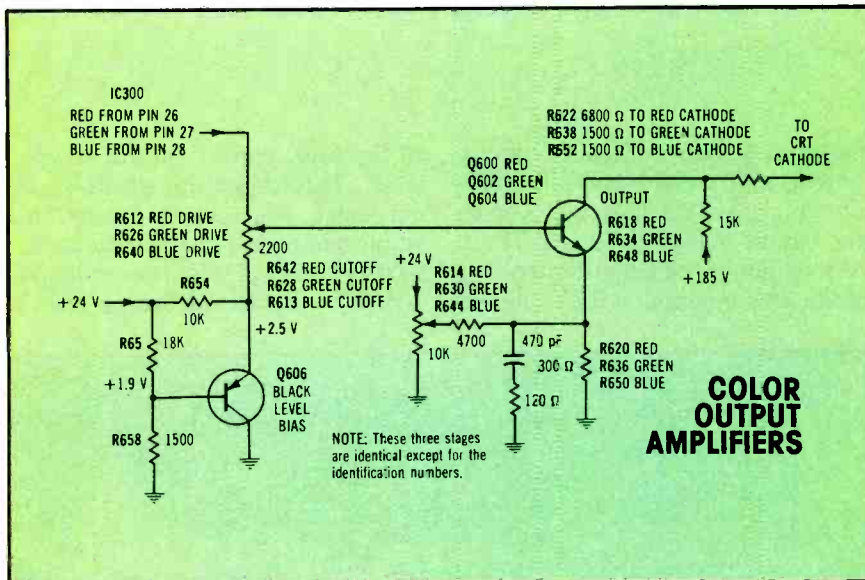 IC300
RED FROM PIN 26
GREEN FROM PIN 27
BLUE FROM PIN 28
R622 6800 Ω TO RED CATHODE
R638 1500 Ω TO GREEN CATHODE
R652 1500 Ω TO BLUE CATHODE
TO
CRT
CATHODE
Q600 RED
Q602 GREEN
Q604 BLUE
OUTPUT
R612 RED DRIVE
R626 GREEN DRIVE
R640 BLUE DRIVE
2200
R618 RED
R634 GREEN
R648 BLUE
15K
+185 V
R642 RED CUTOFF
R628 GREEN CUTOFF
R613 BLUE CUTOFF
+24 V
R614 RED
R630 GREEN
R644 BLUE
+24 V
R654
10K
+2.5 V
4700
10K
470 pF
300 Ω
120 Ω
R620 RED
R636 GREEN
R650 BLUE
R65
18K
+1.9 V
Q606
BLACK
LEVEL
BIAS
R658
1500
NOTE: These three stages
are identical except for the
identification numbers.
COLOR
OUTPUT
AMPLIFIERS